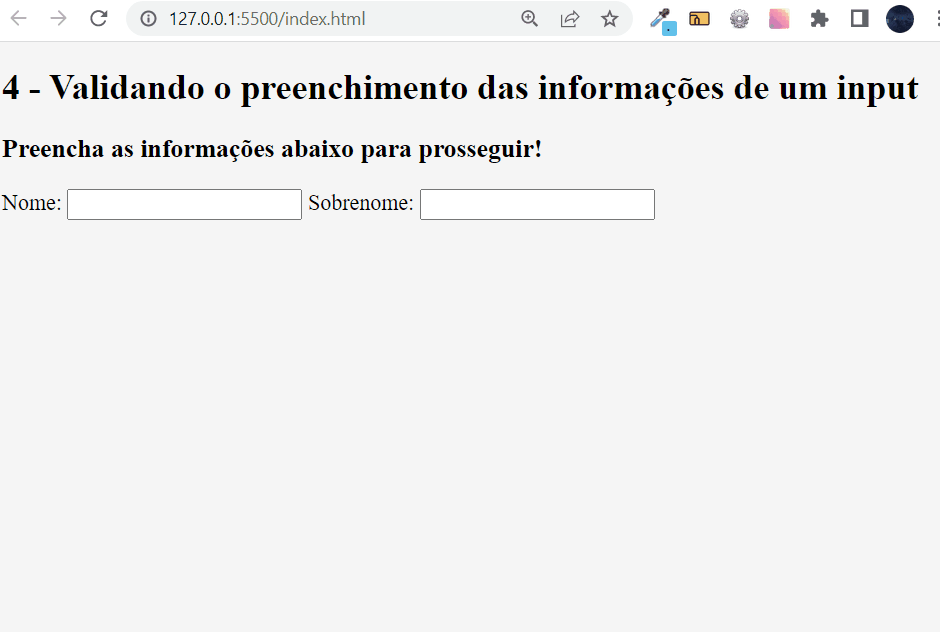 127.0.0.1:5500/index.html
4 - Validando o preenchimento das informações de um input
Preencha as informações abaixo para prosseguir!
Nome: Sobrenome: